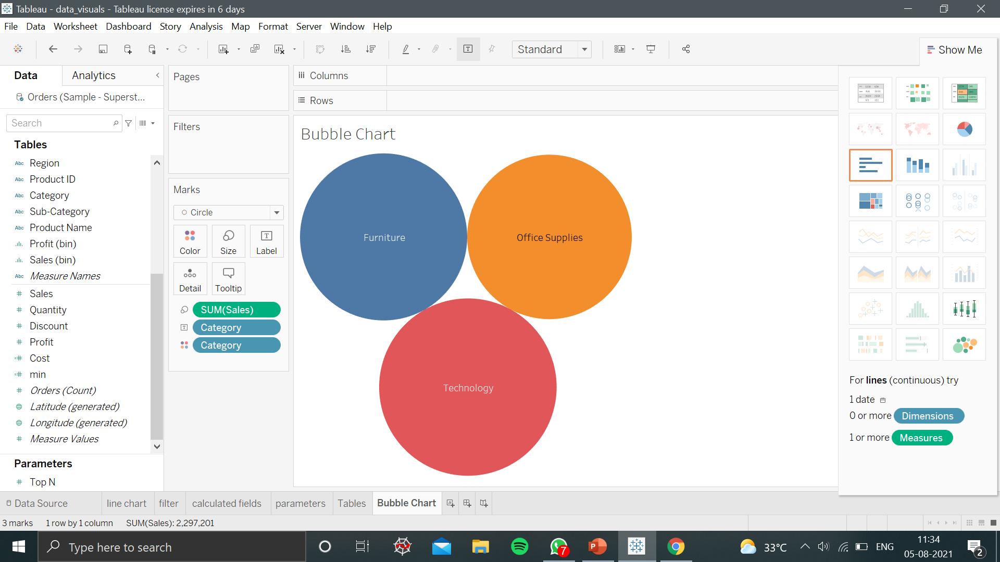 Tableau - data_visuals - Tableau license expires in 6 days
File Data Worksheet Dashboard Story Analysis Map Format Server Window Help
Standard
Show Me
Data
Analytics
Orders (Sample - Superst...
Search
Tables
Abc Region
Abc Product ID
Abc Category
Abc Sub-Category
Abc Product Name
Profit (bin)
Sales (bin)
Abc Measure Names
# Sales
# Quantity
# Discount
# Profit
=# Cost
=# min
# Orders (Count)
Latitude (generated)
Longitude (generated)
# Measure Values
Parameters
# Top N
Pages
Filters
Marks
Circle
Color
Size
T
Label
Detail
Tooltip
SUM(Sales)
T Category
Category
Columns
Rows
Bubble Chart
Furniture
Office Supplies
Technology
For lines (continuous) try
1 date
0 or more Dimensions
1 or more Measures
Data Source
line chart
filter
calculated fields
parameters
Tables
Bubble Chart
3 marks
1 row by 1 column
SUM(Sales): 2,297,201
Type here to search
7
P
33°C
ENG
11:34
05-08-2021
2